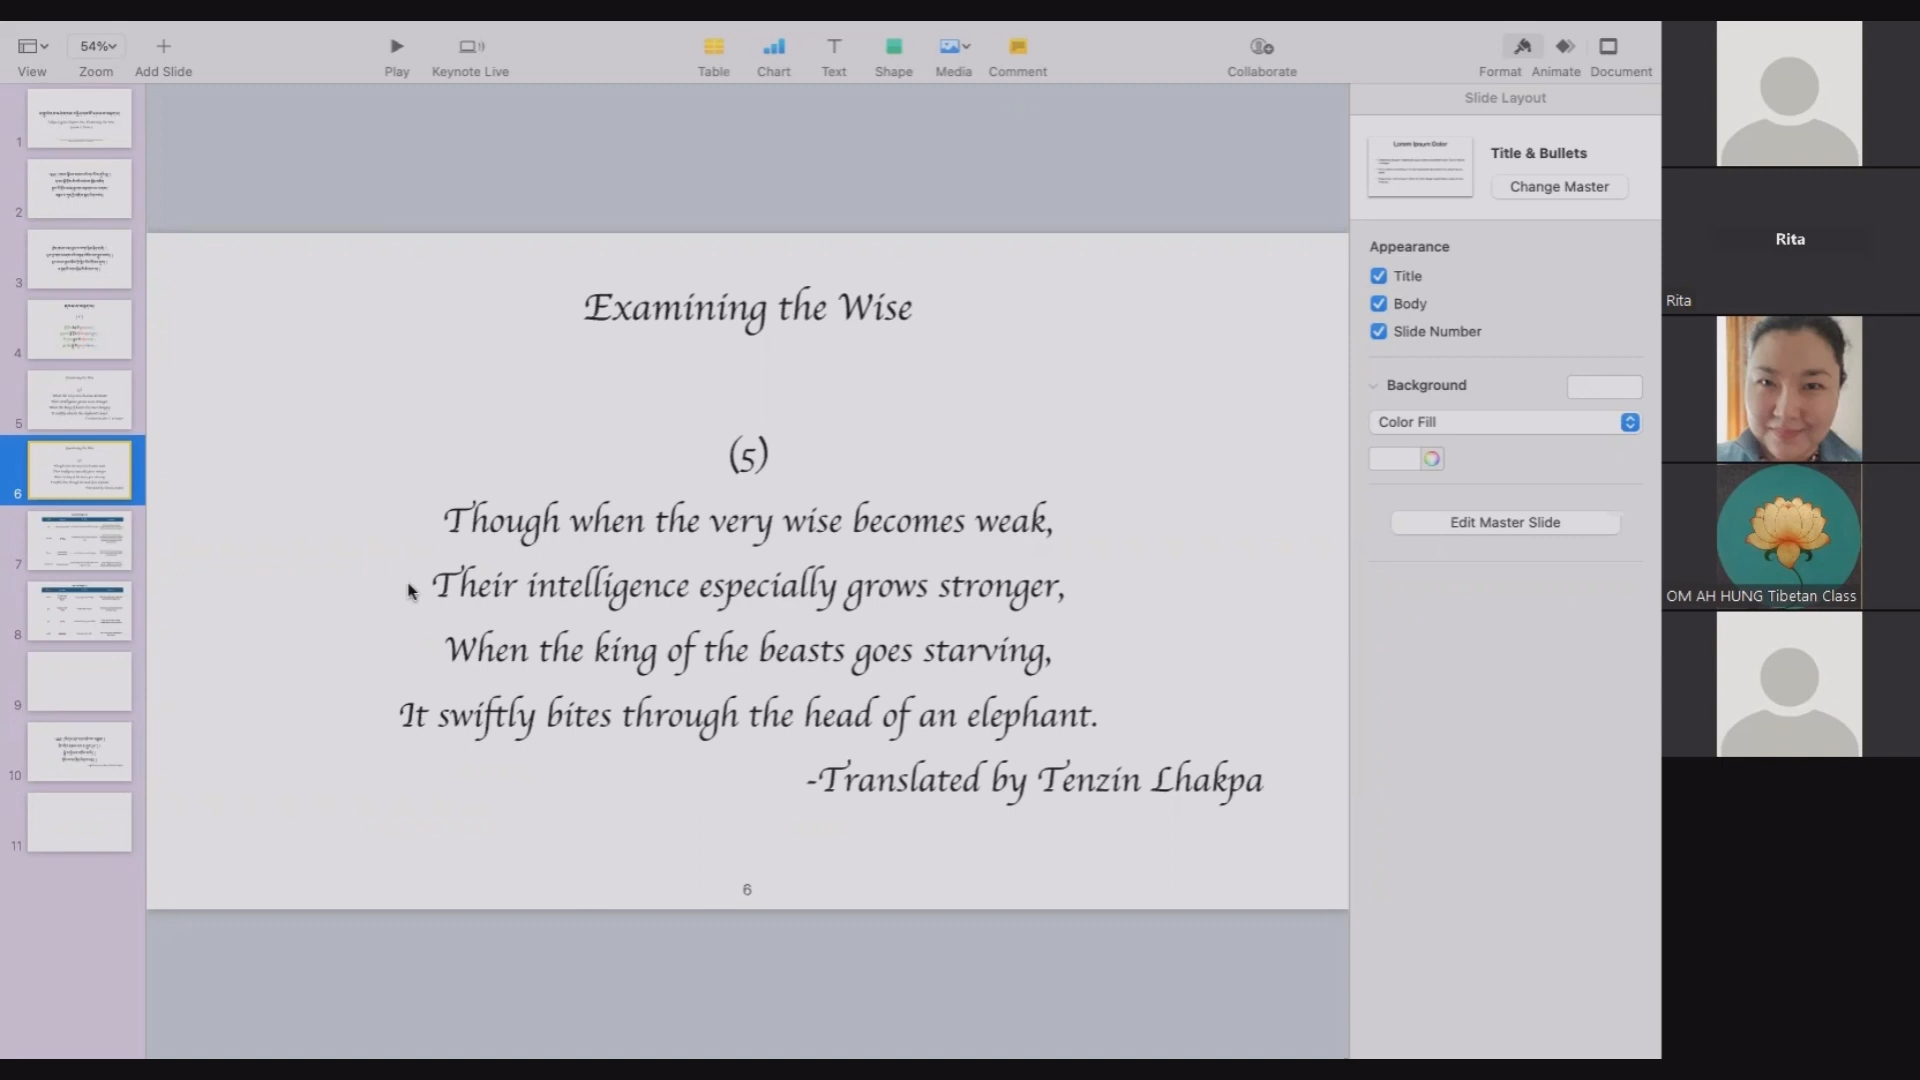 View
54%
Zoom
Add Slide
Play
Keynote Live
Table
Chart
Text
Shape
Media
Comment
Collaborate
Format
Animate
Document
1
2
3
4
5
6
7
8
9
10
11
Examining the Wise
(5)
Though when the very wise becomes weak,
Their intelligence especially grows stronger,
When the king of the beasts goes starving,
It swiftly bites through the head of an elephant.
-Translated by Tenzin Lhakpa
6
Slide Layout
Lorem Ipsum Dolor
Title & Bullets
Change Master
Appearance
Title
Body
Slide Number
Background
Color Fill
Edit Master Slide
Rita
Rita
OM AH HUNG Tibetan Class